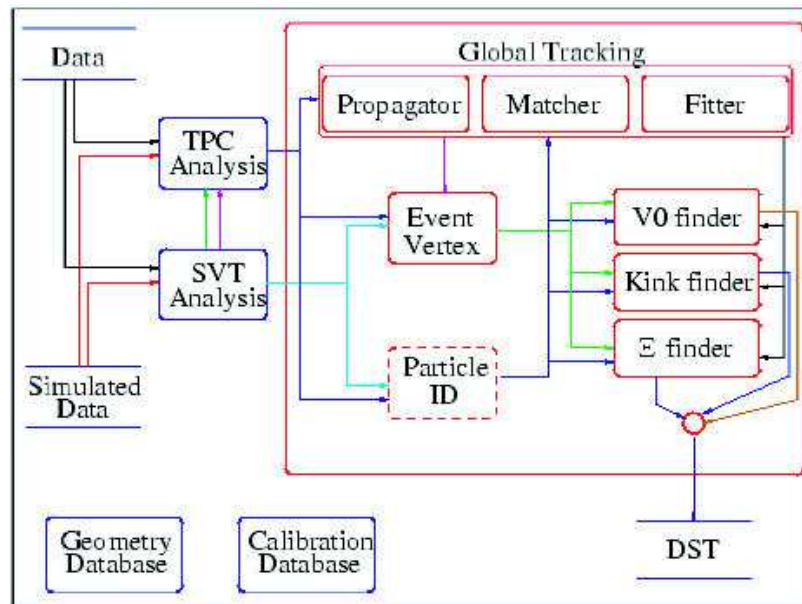 Data
Global Tracking
Propagator
Matcher
Fitter
TPC
Analysis
Event
Vertex
V0 finder
SVT
Analysis
Kink finder
Ξ finder
Simulated
Data
Particle
ID
Geometry
Database
Calibration
Database
DST